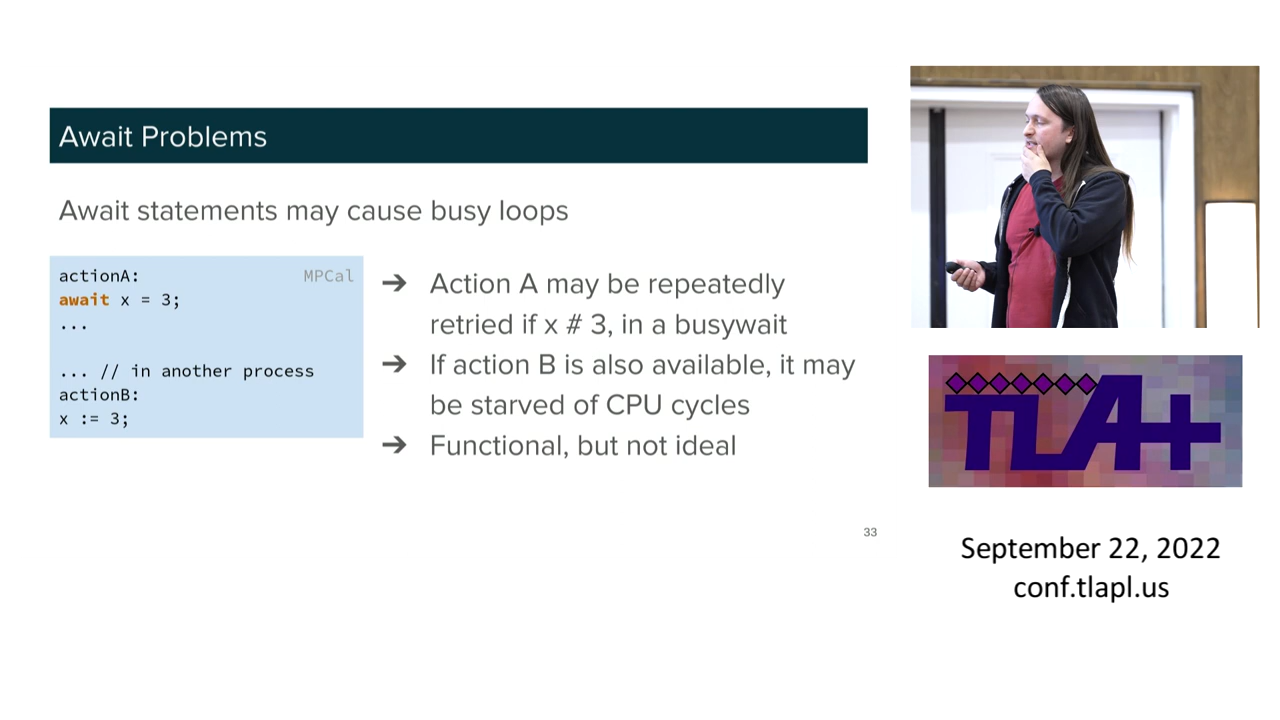 Await Problems
Await statements may cause busy loops
actionA: MPCal
await x = 3;
...
... // in another process
actionB:
x := 3;
➔ Action A may be repeatedly
retried if x # 3, in a busywait
➔ If action B is also available, it may
be starved of CPU cycles
➔ Functional, but not ideal
33
TLA+
September 22, 2022
conf.tlapl.us